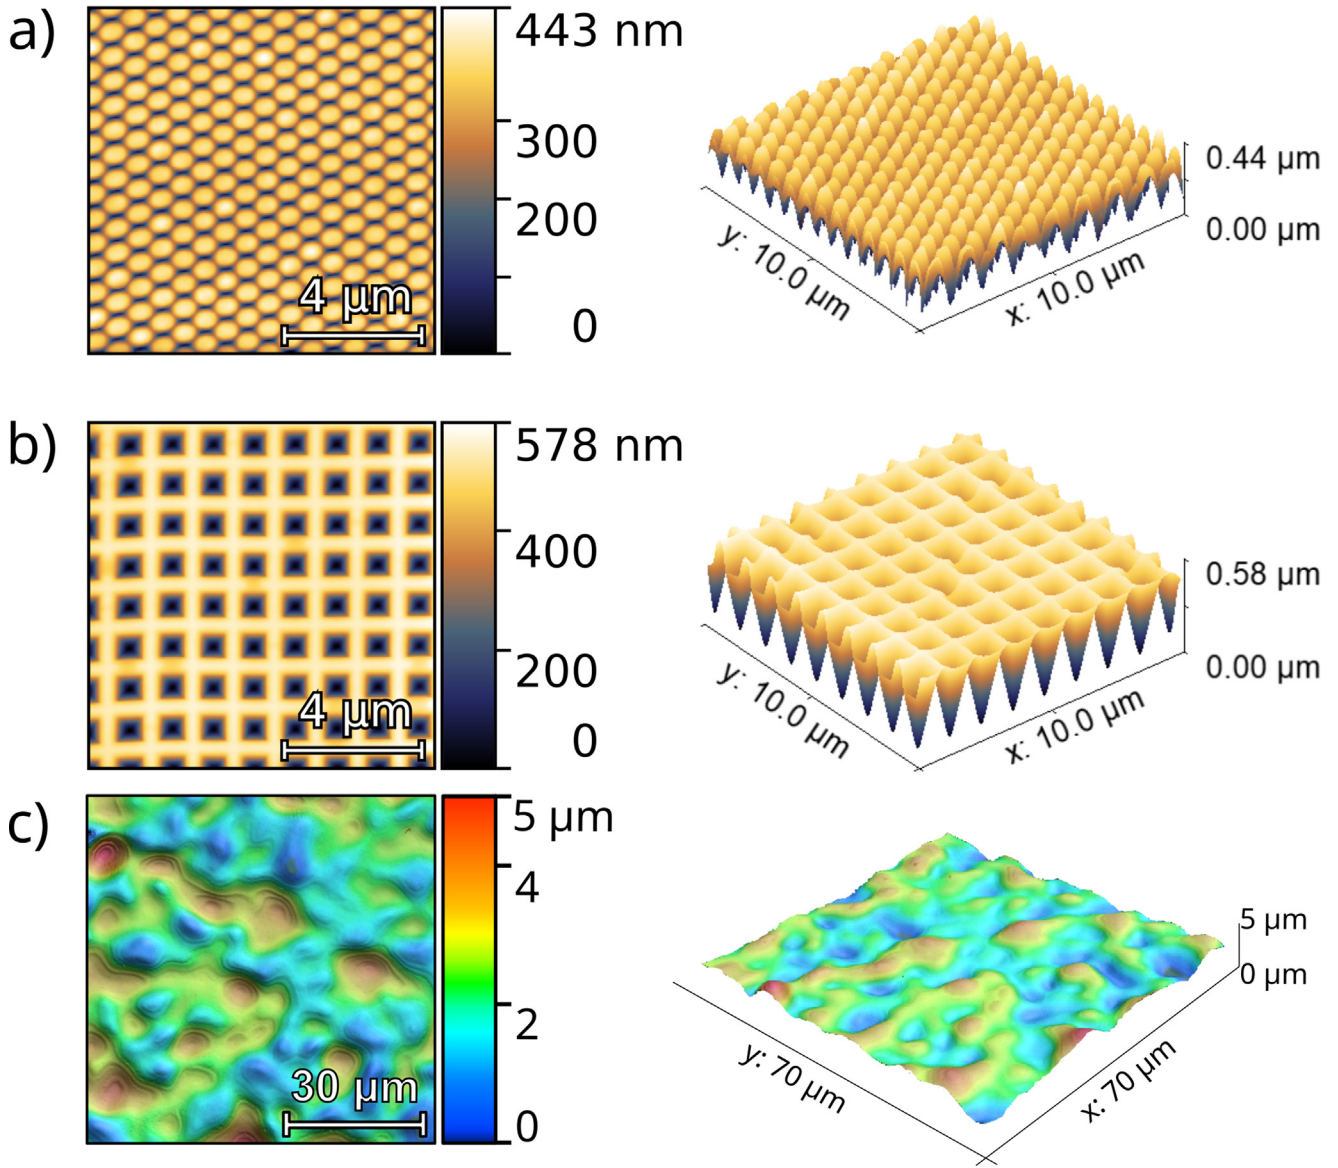 a)
443 nm
300
200
0
4 µm
0.44 µm
0.00 µm
y: 10.0 µm
x: 10.0 µm
b)
578 nm
400
200
0
4 µm
0.58 µm
0.00 µm
y: 10.0 µm
x: 10.0 µm
c)
5 µm
4
2
0
30 µm
5 µm
0 µm
y: 70 µm
x: 70 µm